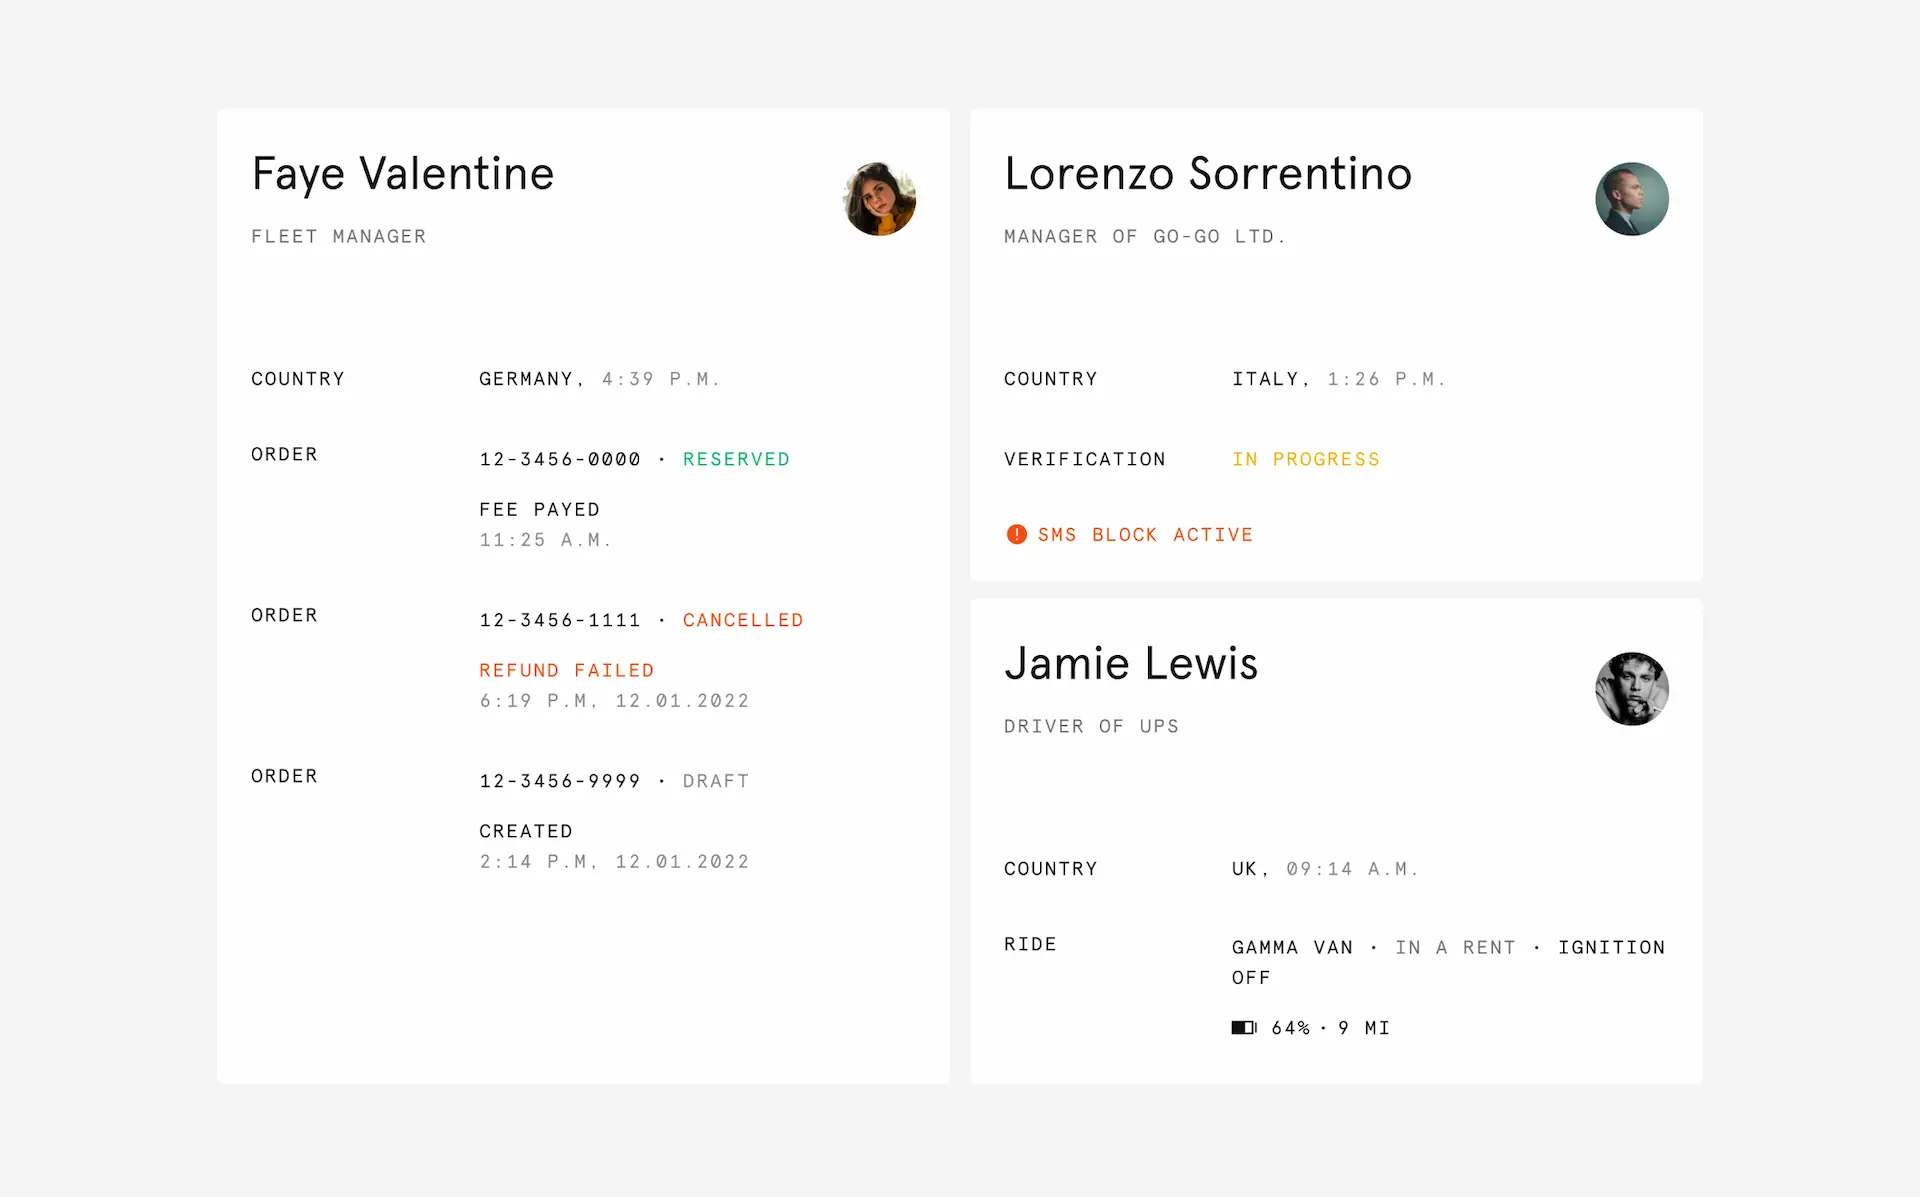 Faye Valentine
FLEET MANAGER
COUNTRY GERMANY, 4:39 P.M.
ORDER 12-3456-0000 · RESERVED
FEE PAYED
11:25 A.M.
ORDER 12-3456-1111 · CANCELLED
REFUND FAILED
6:19 P.M, 12.01.2022
ORDER 12-3456-9999 · DRAFT
CREATED
2:14 P.M, 12.01.2022
Lorenzo Sorrentino
MANAGER OF GO-GO LTD.
COUNTRY ITALY, 1:26 P.M.
VERIFICATION IN PROGRESS
! SMS BLOCK ACTIVE
Jamie Lewis
DRIVER OF UPS
COUNTRY UK, 09:14 A.M.
RIDE GAMMA VAN · IN A RENT · IGNITION
OFF
64% · 9 MI